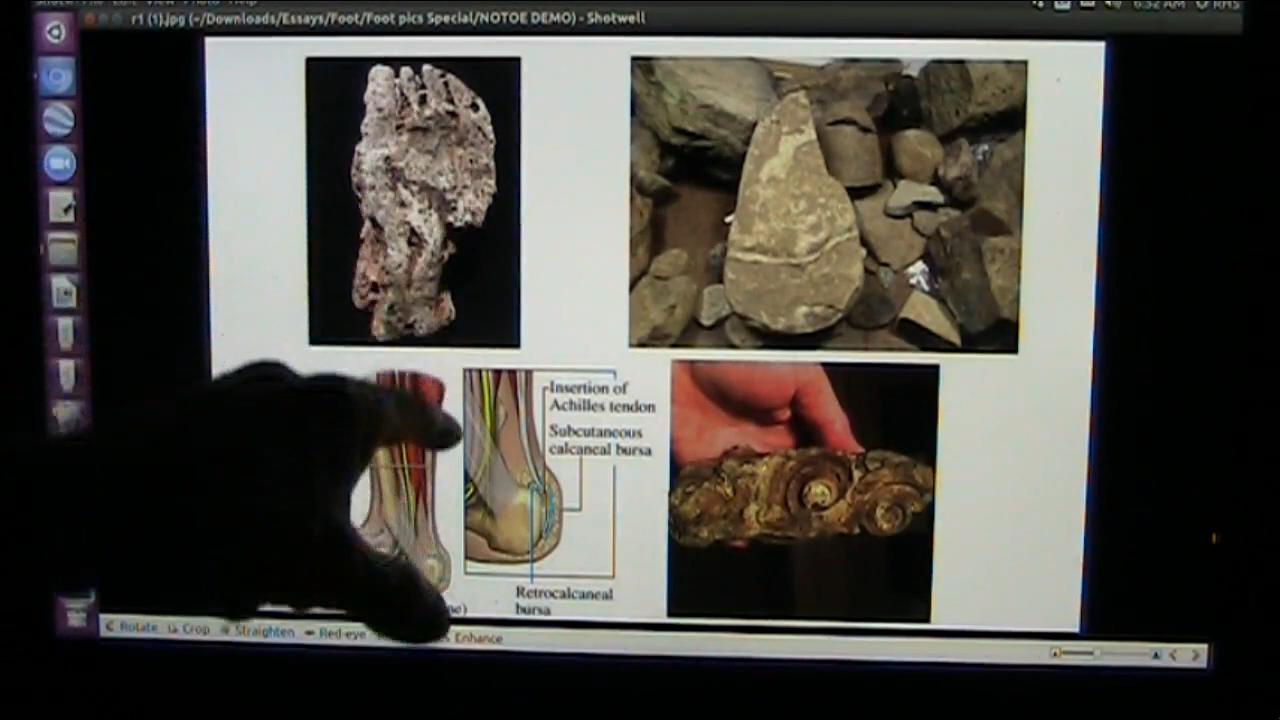 r1 (1).jpg (~/Downloads/Essays/Foot/Foot pics Special/NOTOE DEMO) - Shotwell
6:52 AM
Insertion of
Achilles tendon
Subcutaneous
calcaneal bursa
Retrocalcaneal
bursa
Rotate Crop Straighten Red-eye Enhance